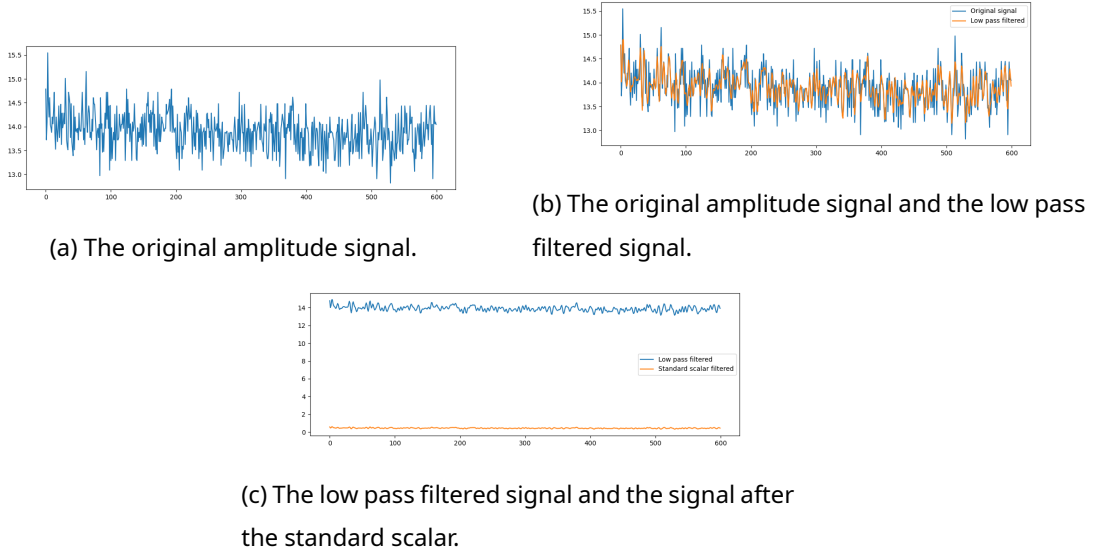 15.5
15.0
14.5
14.0
13.5
13.0
0 100 200 300 400 500 600
(a) The original amplitude signal.
15.5
15.0
14.5
14.0
13.5
13.0
0 100 200 300 400 500 600
Original signal
Low pass filtered
(b) The original amplitude signal and the low pass
filtered signal.
14
12
10
8
6
4
2
0
0 100 200 300 400 500 600
Low pass filtered
Standard scalar filtered
(c) The low pass filtered signal and the signal after
the standard scalar.